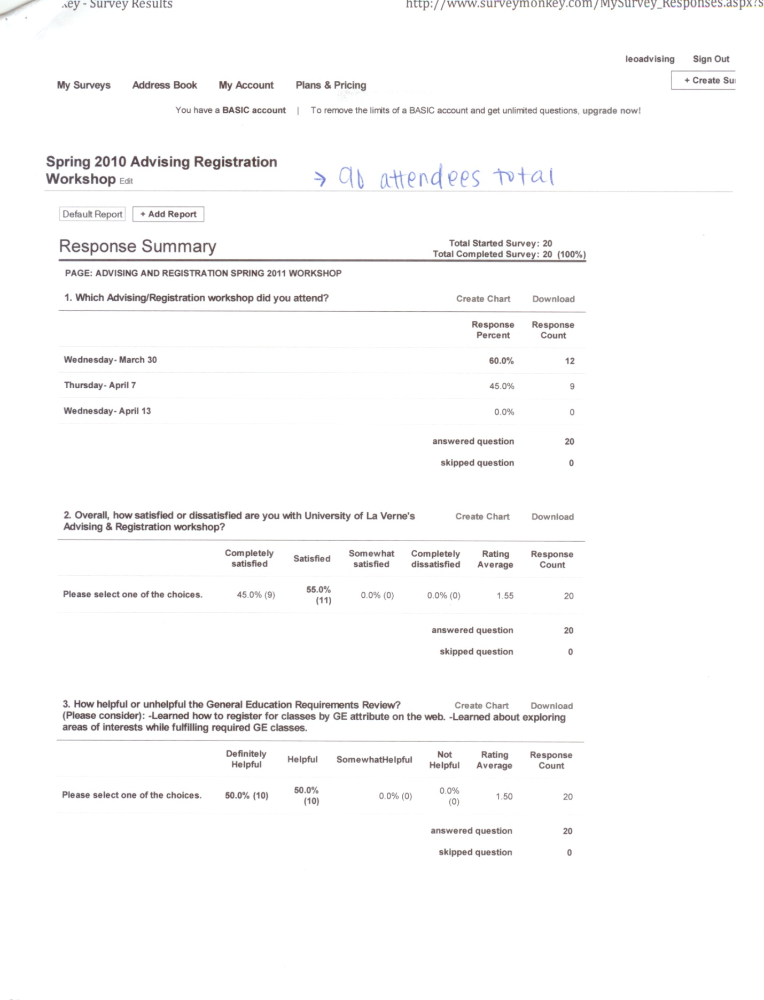 - Survey Results
http://www.surveymonkey.com/MySurvey_Responses.aspx?s
leoadvising Sign Out
My Surveys Address Book My Account Plans & Pricing
+ Create Su
You have a BASIC account | To remove the limits of a BASIC account and get unlimited questions, upgrade now!
Spring 2010 Advising Registration
Workshop Edit
→ attendees total
Default Report + Add Report
Response Summary
Total Started Survey: 20
Total Completed Survey: 20 (100%)
PAGE: ADVISING AND REGISTRATION SPRING 2011 WORKSHOP
1. Which Advising/Registration workshop did you attend? Create Chart Download
Response Response
Percent Count
Wednesday- March 30 60.0% 12
Thursday- April 7 45.0% 9
Wednesday- April 13 0.0% 0
answered question 20
skipped question 0
2. Overall, how satisfied or dissatisfied are you with University of La Verne's Create Chart Download
Advising & Registration workshop?
Completely Satisfied Somewhat Completely Rating Response
satisfied satisfied dissatisfied Average Count
Please select one of the choices. 45.0% (9) 55.0% 0.0% (0) 0.0% (0) 1.55 20
(11)
answered question 20
skipped question 0
3. How helpful or unhelpful the General Education Requirements Review? Create Chart Download
(Please consider): -Learned how to register for classes by GE attribute on the web. -Learned about exploring
areas of interests while fulfilling required GE classes.
Definitely Helpful SomewhatHelpful Not Rating Response
Helpful Helpful Average Count
Please select one of the choices. 50.0% (10) 50.0% 0.0% (0) 0.0% 1.50 20
(10) (0)
answered question 20
skipped question 0